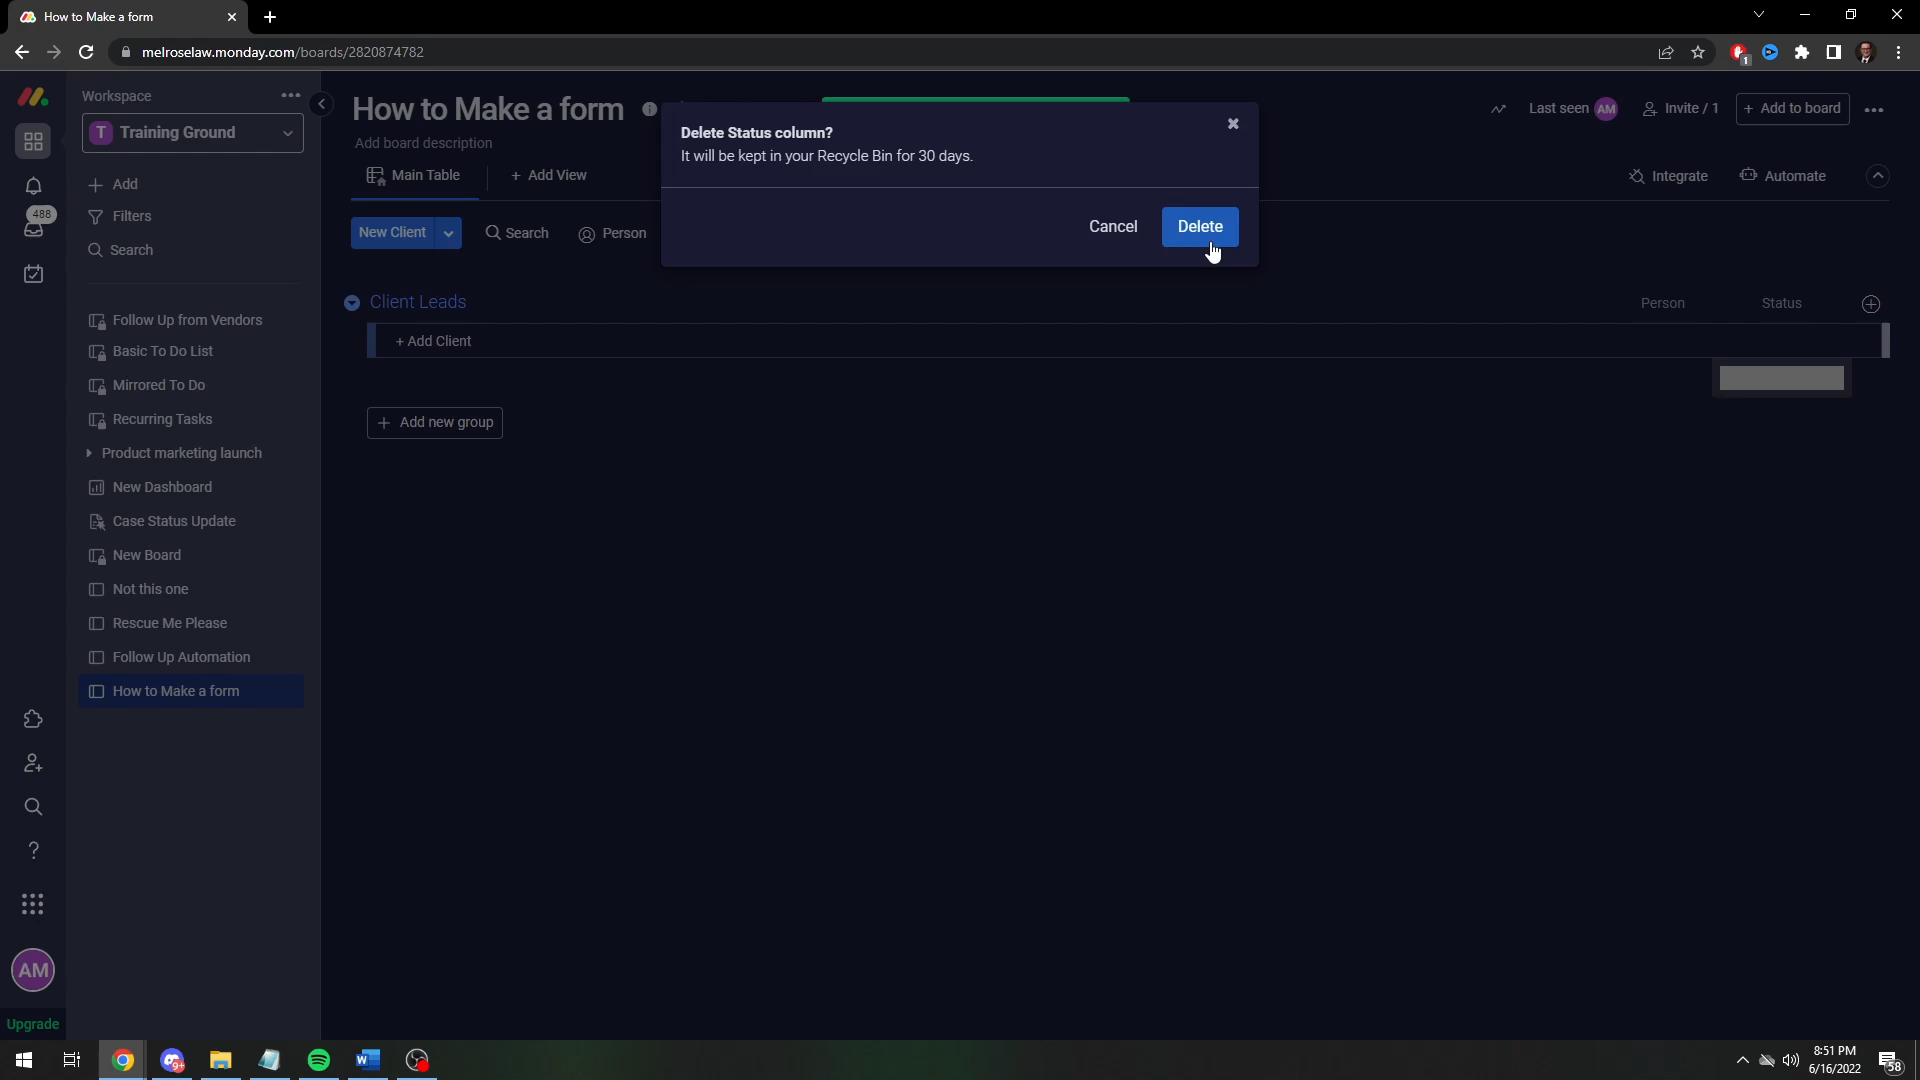 How to Make a form
melroselaw.monday.com/boards/2820874782
1
Workspace
T Training Ground
Add
Filters
Search
488
Follow Up from Vendors
Basic To Do List
Mirrored To Do
Recurring Tasks
Product marketing launch
New Dashboard
Case Status Update
New Board
Not this one
Rescue Me Please
Follow Up Automation
How to Make a form
AM
Upgrade
How to Make a form
Add board description
Main Table
+ Add View
New Client
Search
Person
Last seen AM
Invite / 1
+ Add to board
Integrate
Automate
Delete Status column?
It will be kept in your Recycle Bin for 30 days.
Cancel
Delete
Client Leads
Person
Status
+ Add Client
+ Add new group
9+
8:51 PM
6/16/2022
58